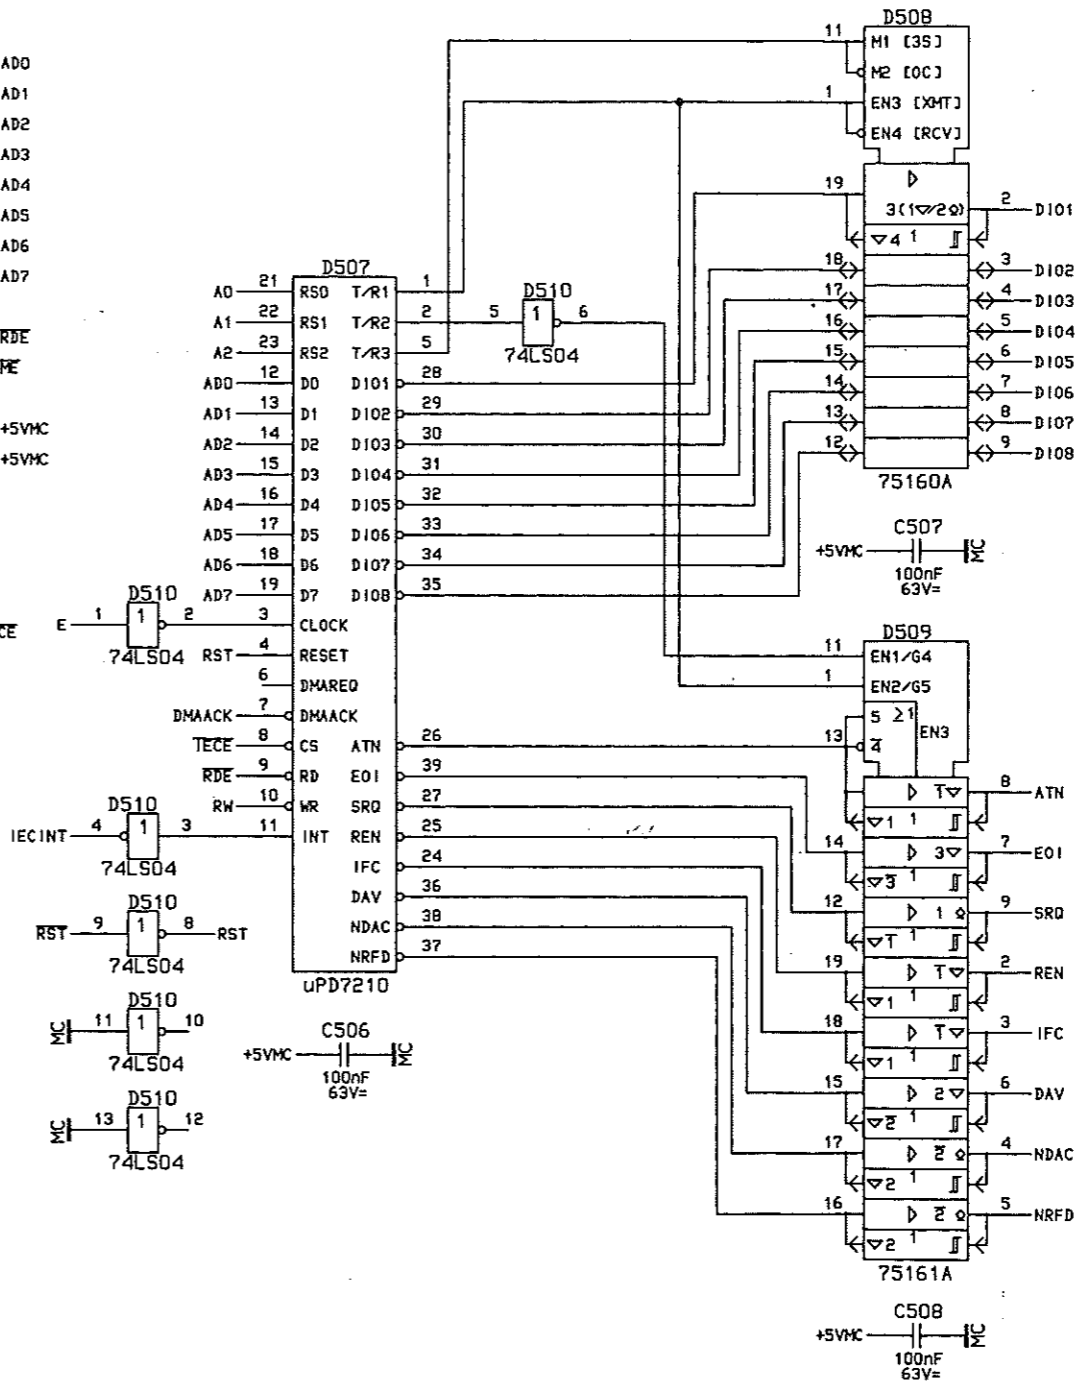 D508
11 M1 [3S]
M2 [OC]
1 EN3 [XMT]
EN4 [RCV]
19 3(1▽/2◊) 2 DIO1
▽4 1
18 3 DIO2
17 4 DIO3
16 5 DIO4
15 6 DIO5
14 7 DIO6
13 8 DIO7
12 9 DIO8
75160A
C507
+5VMC MC
100nF
63V=
AD0
AD1
AD2
AD3
AD4
AD5
AD6
AD7
RDE
ME
+5VMC
+5VMC
CE
D507
A0 21 RS0 T/R1 1
A1 22 RS1 T/R2 2
A2 23 RS2 T/R3 5
AD0 12 D0 DIO1 28
AD1 13 D1 DIO2 29
AD2 14 D2 DIO3 30
AD3 15 D3 DIO4 31
AD4 16 D4 DIO5 32
AD5 17 D5 DIO6 33
AD6 18 D6 DIO7 34
AD7 19 D7 DIO8 35
3 CLOCK
RST 4 RESET
6 DMAREQ
DMAACK 7 DMAACK
IECE 8 CS ATN 26
RDE 9 RD EOI 39
RW 10 WR SRQ 27
11 INT REN 25
IFC 24
DAV 36
NDAC 38
NRFD 37
uPD7210
D510
5 1 6
74LS04
D510
E 1 1 2
74LS04
D510
IECINT 4 1 3
74LS04
D510
RST 9 1 8 RST
74LS04
D510
MC 11 1 10
74LS04
D510
MC 13 1 12
74LS04
C506
+5VMC MC
100nF
63V=
D509
11 EN1/G4
1 EN2/G5
5 ≥1
13 4 EN3
1▽ 8 ATN
▽1 1
14 3▽ 7 EOI
▽3 1
12 1◊ 9 SRQ
▽1 1
19 1▽ 2 REN
▽1 1
18 1▽ 3 IFC
▽1 1
15 2▽ 6 DAV
▽2 1
17 2◊ 4 NDAC
▽2 1
16 2◊ 5 NRFD
▽2 1
75161A
C508
+5VMC MC
100nF
63V=